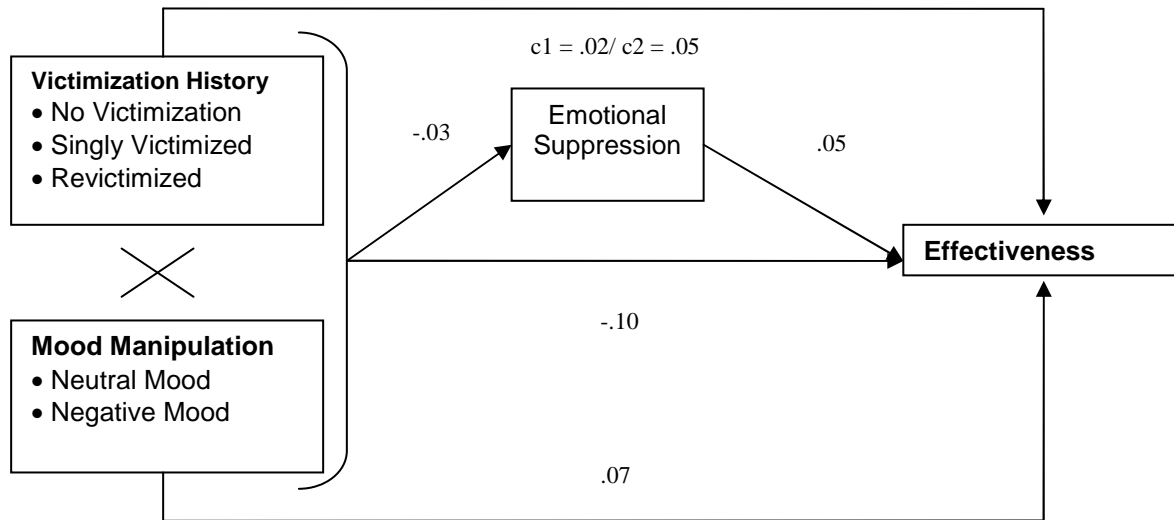 c1 = .02/ c2 = .05
Victimization History
• No Victimization
• Singly Victimized
• Revictimized
Emotional
Suppression
-.03
.05
Effectiveness
-.10
Mood Manipulation
• Neutral Mood
• Negative Mood
.07